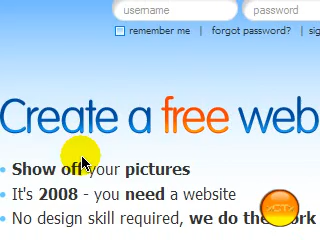 username password
remember me | forgot password? | sig
Create a free web
• Show off your pictures
• It's 2008 - you need a website
• No design skill required, we do the work